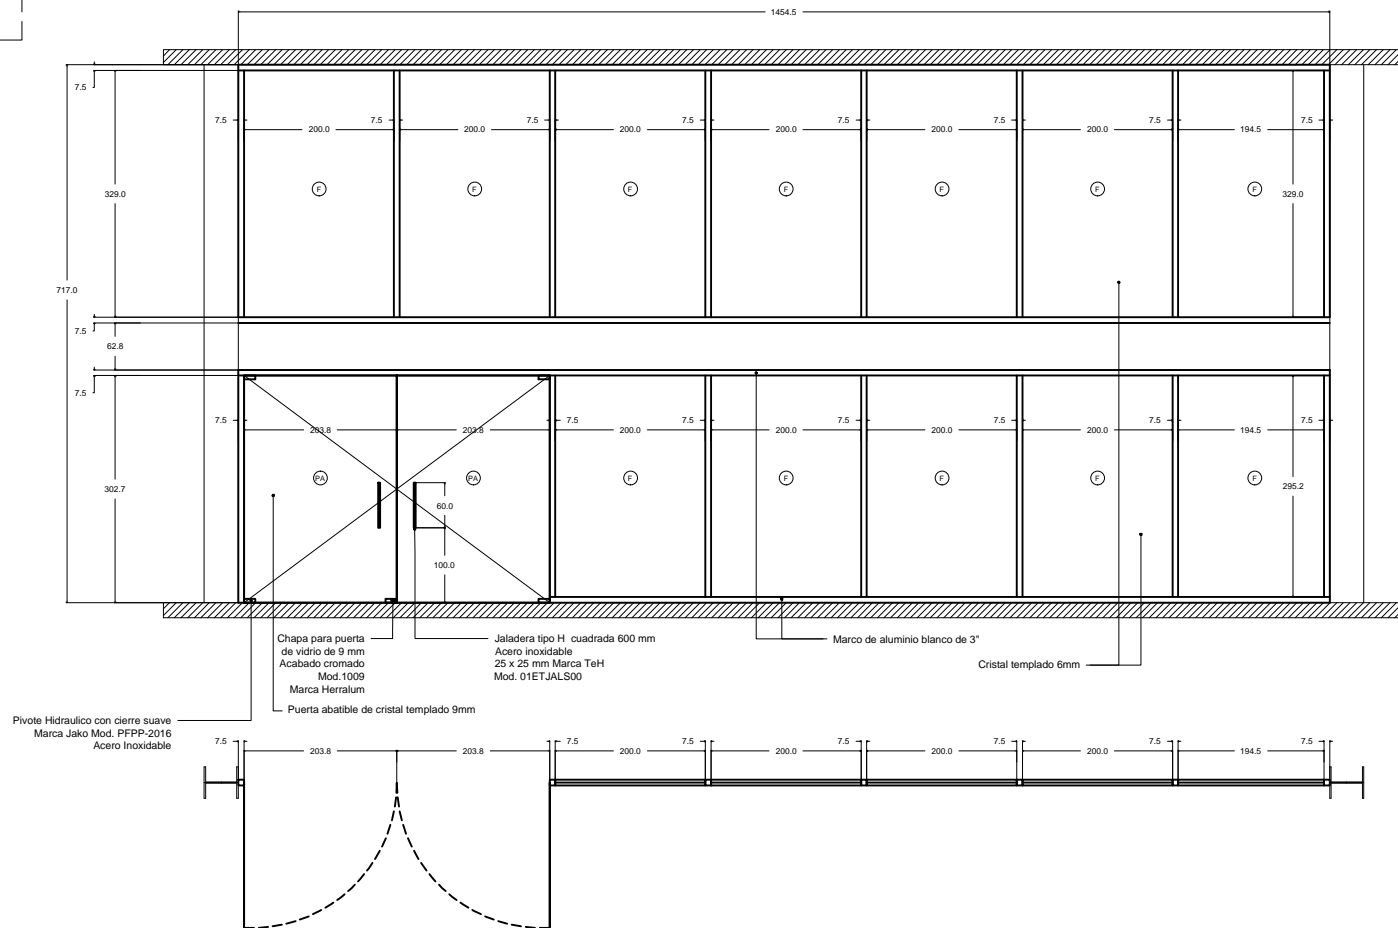 1454.5
7.5
7.5 7.5 7.5 7.5 7.5 7.5 7.5 7.5
200.0 200.0 200.0 200.0 200.0 200.0 194.5
329.0 F F F F F F F 329.0
717.0
7.5
62.8
7.5
7.5 7.5 7.5 7.5 7.5 7.5 7.5
203.8 203.8 200.0 200.0 200.0 200.0 194.5
PA PA F F F F F
302.7 295.2
60.0
100.0
Chapa para puerta
de vidrio de 9 mm
Acabado cromado
Mod.1009
Marca Herralum
Jaladera tipo H cuadrada 600 mm
Acero inoxidable
25 x 25 mm Marca TeH
Mod. 01ETJALS00
Marco de aluminio blanco de 3"
Cristal templado 6mm
Puerta abatible de cristal templado 9mm
Pivote Hidraulico con cierre suave
Marca Jako Mod. PFPP-2016
Acero Inoxidable
7.5 7.5 7.5 7.5 7.5 7.5 7.5
203.8 203.8 200.0 200.0 200.0 200.0 194.5